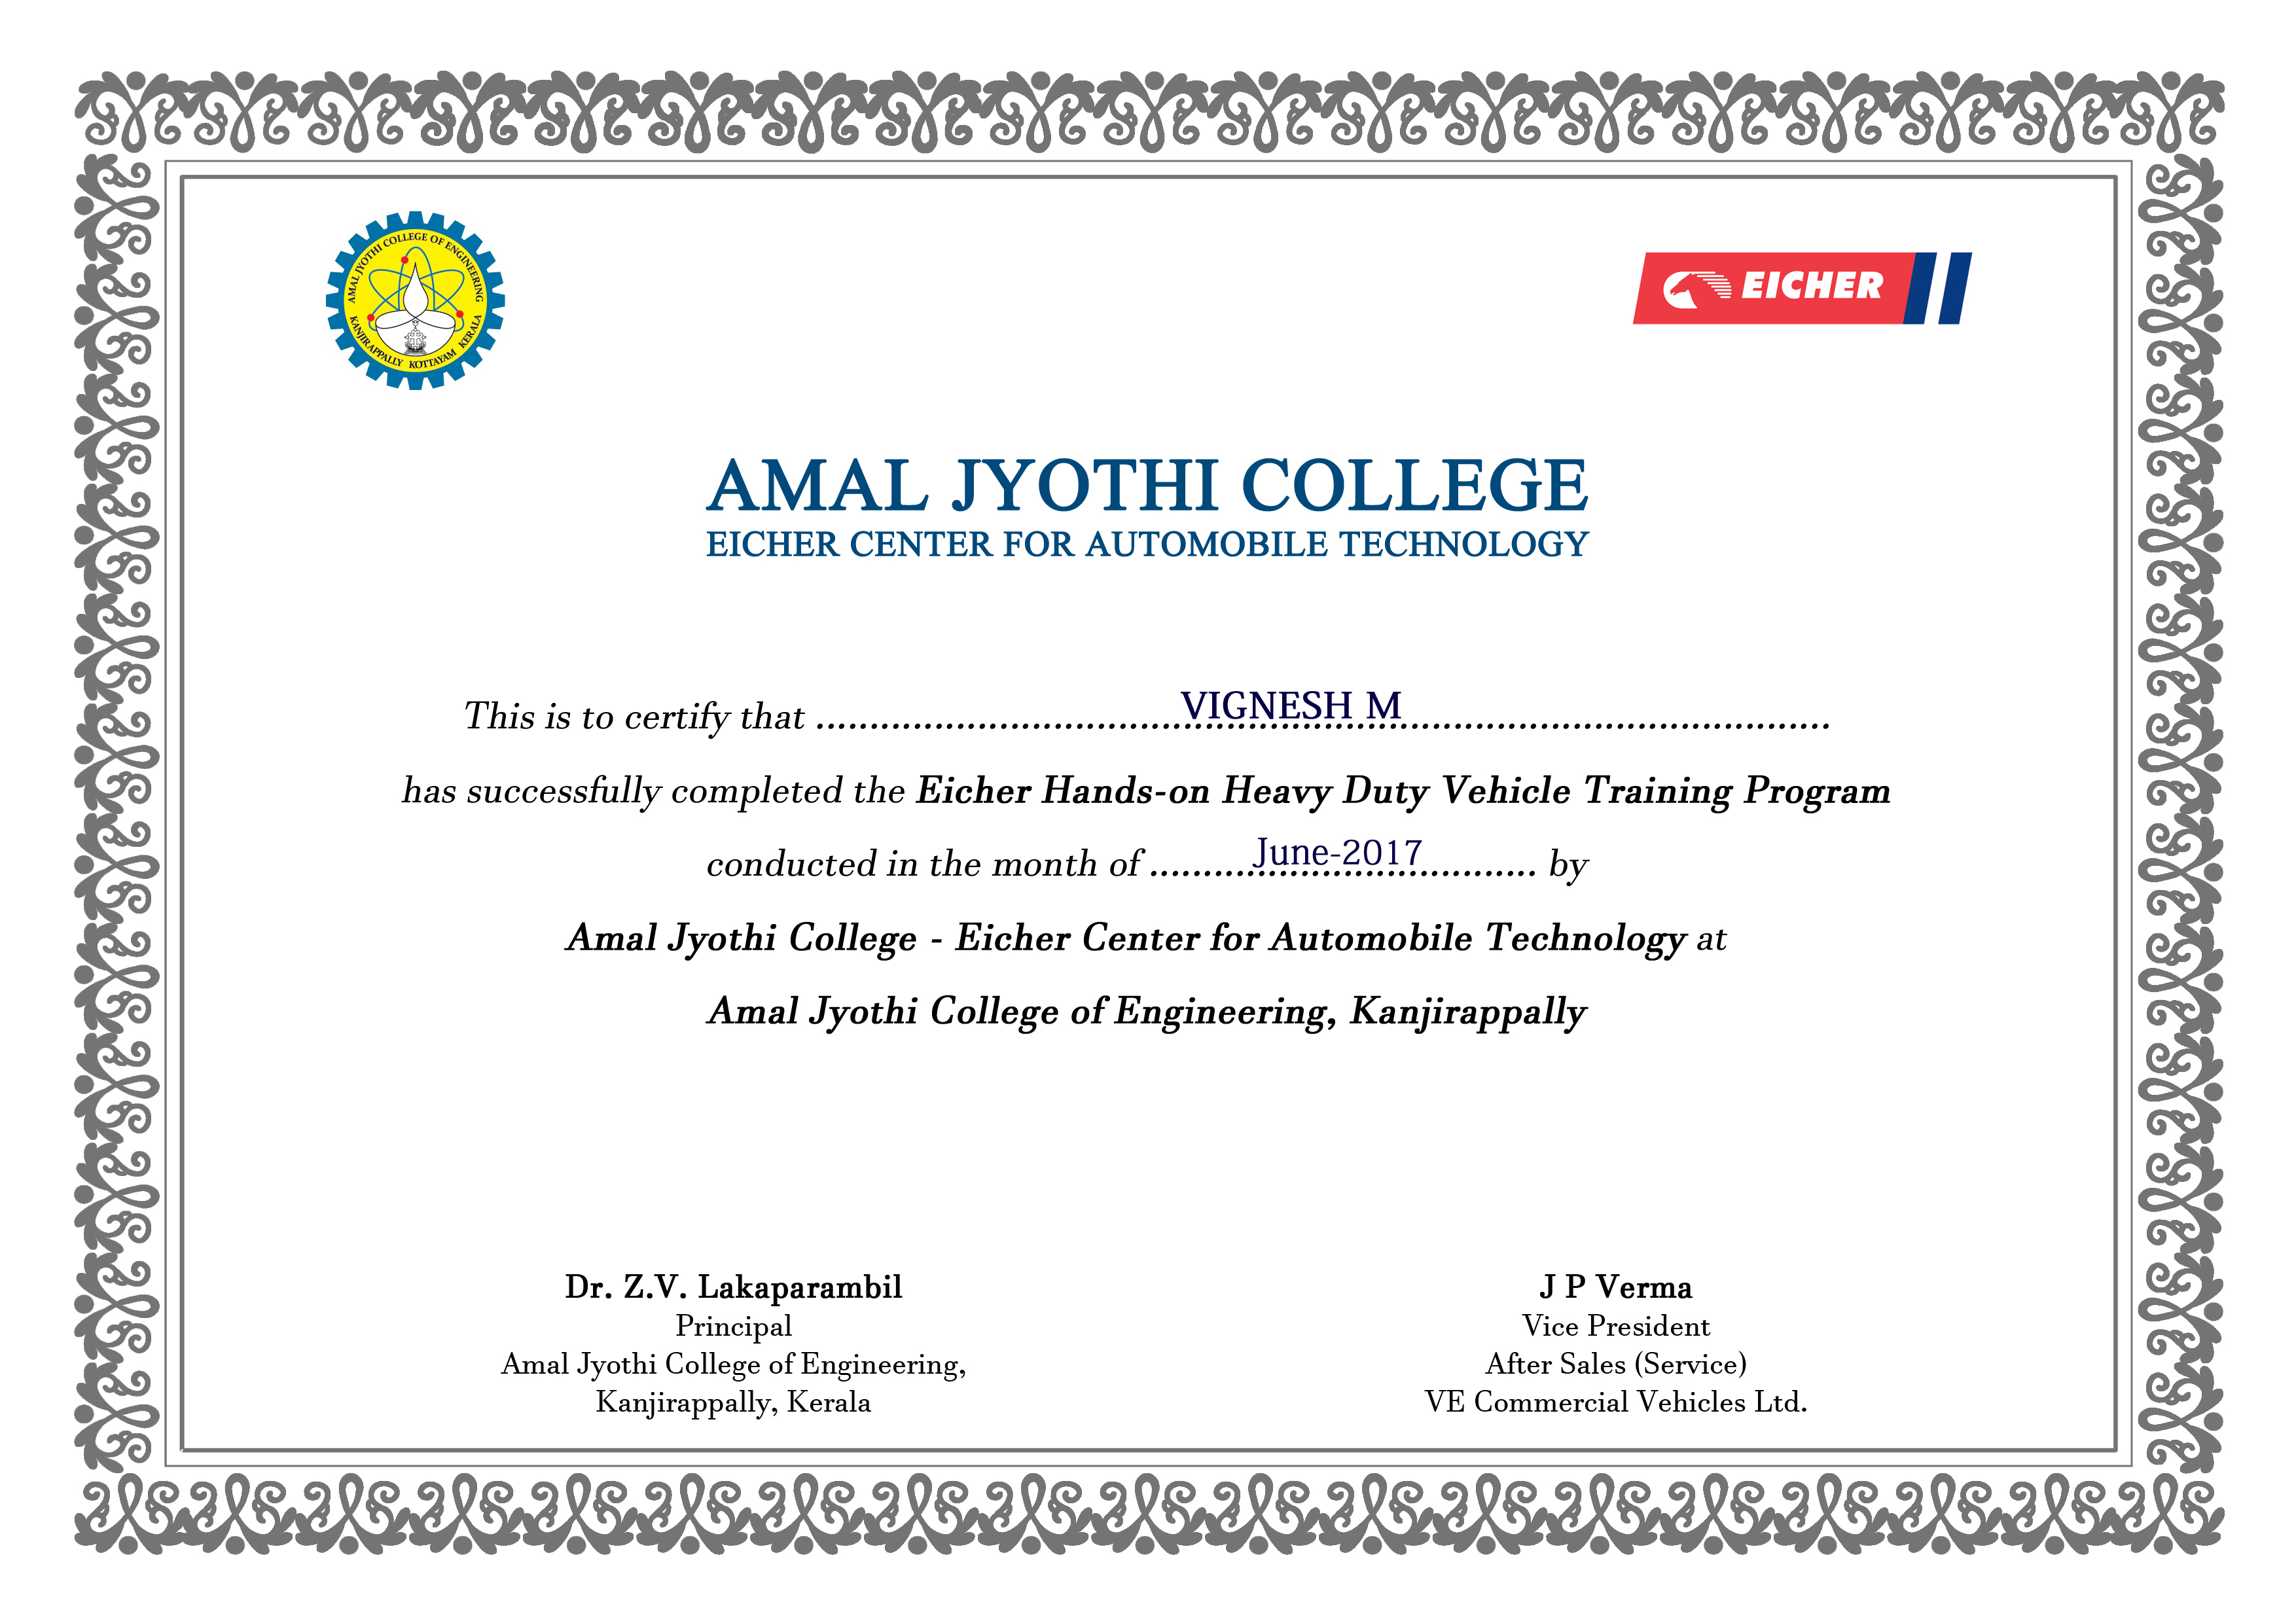 AMAL JYOTHI COLLEGE OF ENGINEERING
KANJIRAPPALLY KOTTAYAM KERALA
EICHER
AMAL JYOTHI COLLEGE
EICHER CENTER FOR AUTOMOBILE TECHNOLOGY
This is to certify that VIGNESH M
has successfully completed the Eicher Hands-on Heavy Duty Vehicle Training Program
conducted in the month of June-2017 by
Amal Jyothi College - Eicher Center for Automobile Technology at
Amal Jyothi College of Engineering, Kanjirappally
Dr. Z.V. Lakaparambil
Principal
Amal Jyothi College of Engineering,
Kanjirappally, Kerala
J P Verma
Vice President
After Sales (Service)
VE Commercial Vehicles Ltd.